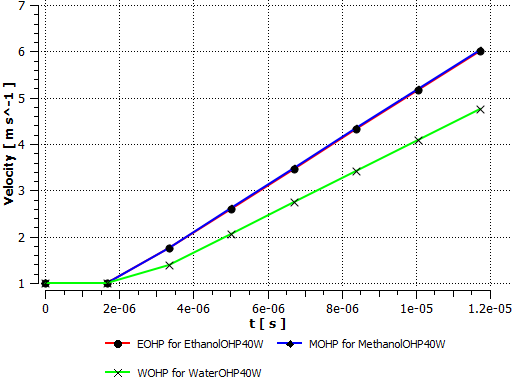 7
6
5
4
3
2
1
Velocity [ m s^-1 ]
0 2e-06 4e-06 6e-06 8e-06 1e-05 1.2e-05
t [ s ]
EOHP for EthanolOHP40W MOHP for MethanolOHP40W
WOHP for WaterOHP40W